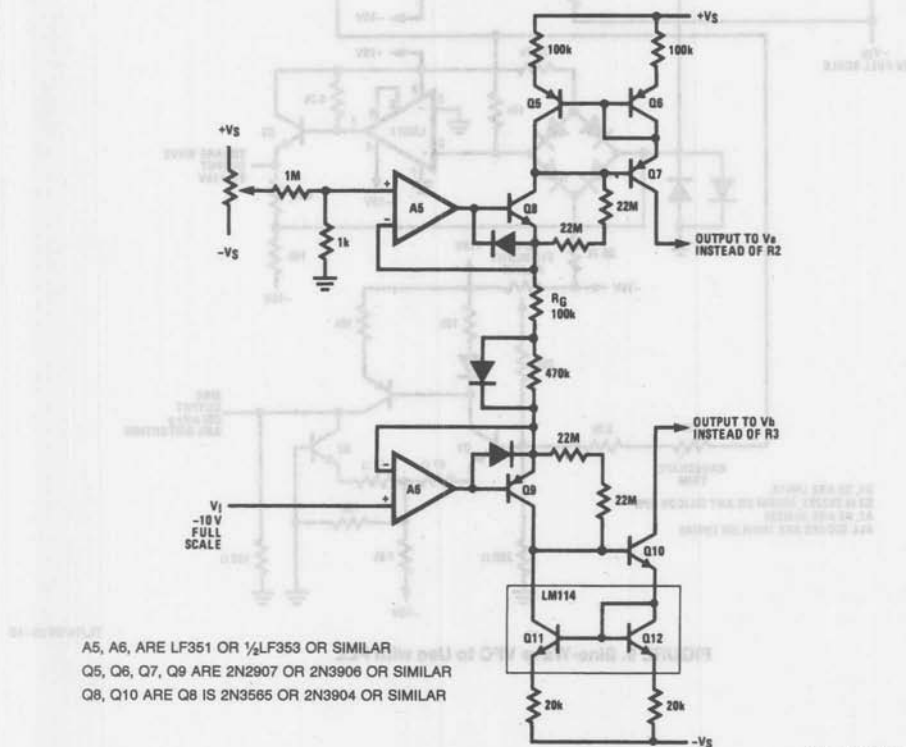 +VS
100k
100k
Q5
Q6
Q7
+VS
1M
A5
Q8
22M
22M
1k
-VS
OUTPUT TO Va
INSTEAD OF R2
RG
100k
470k
OUTPUT TO Vb
INSTEAD OF R3
22M
A6
Q9
22M
VI
-10 V
FULL
SCALE
Q10
LM114
Q11
Q12
20k
20k
-VS
A5, A6, ARE LF351 OR ½LF353 OR SIMILAR
Q5, Q6, Q7, Q9 ARE 2N2907 OR 2N3906 OR SIMILAR
Q8, Q10 ARE Q8 IS 2N3565 OR 2N3904 OR SIMILAR